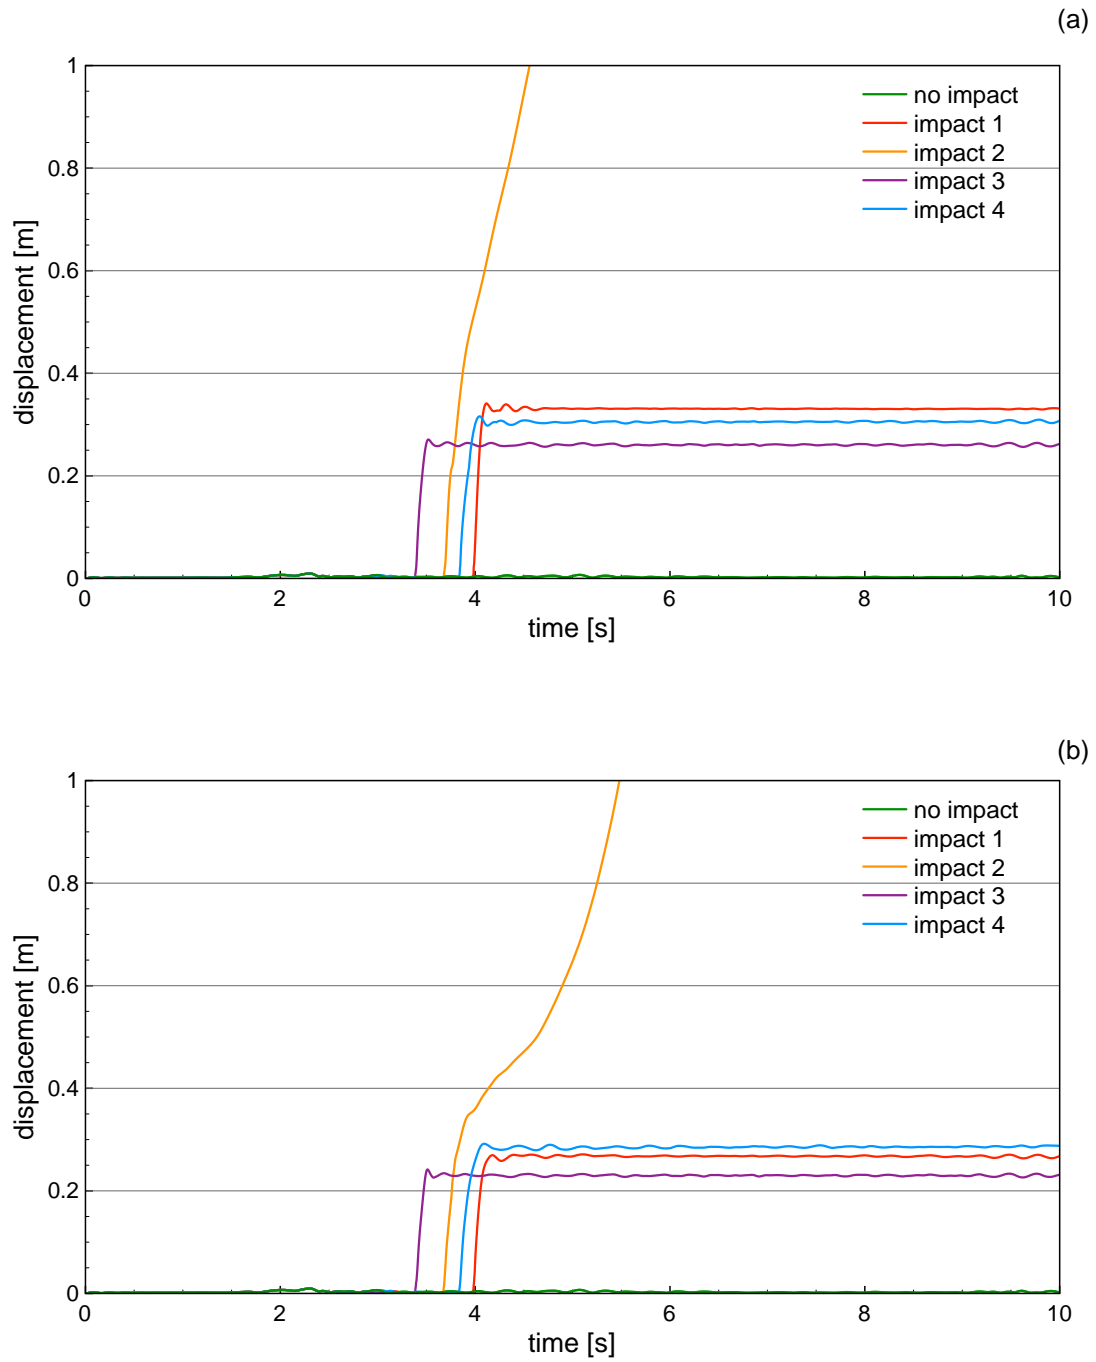 (a)
1
0.8
0.6
0.4
0.2
0
displacement [m]
no impact
impact 1
impact 2
impact 3
impact 4
0 2 4 6 8 10
time [s]
(b)
1
0.8
0.6
0.4
0.2
0
displacement [m]
no impact
impact 1
impact 2
impact 3
impact 4
0 2 4 6 8 10
time [s]